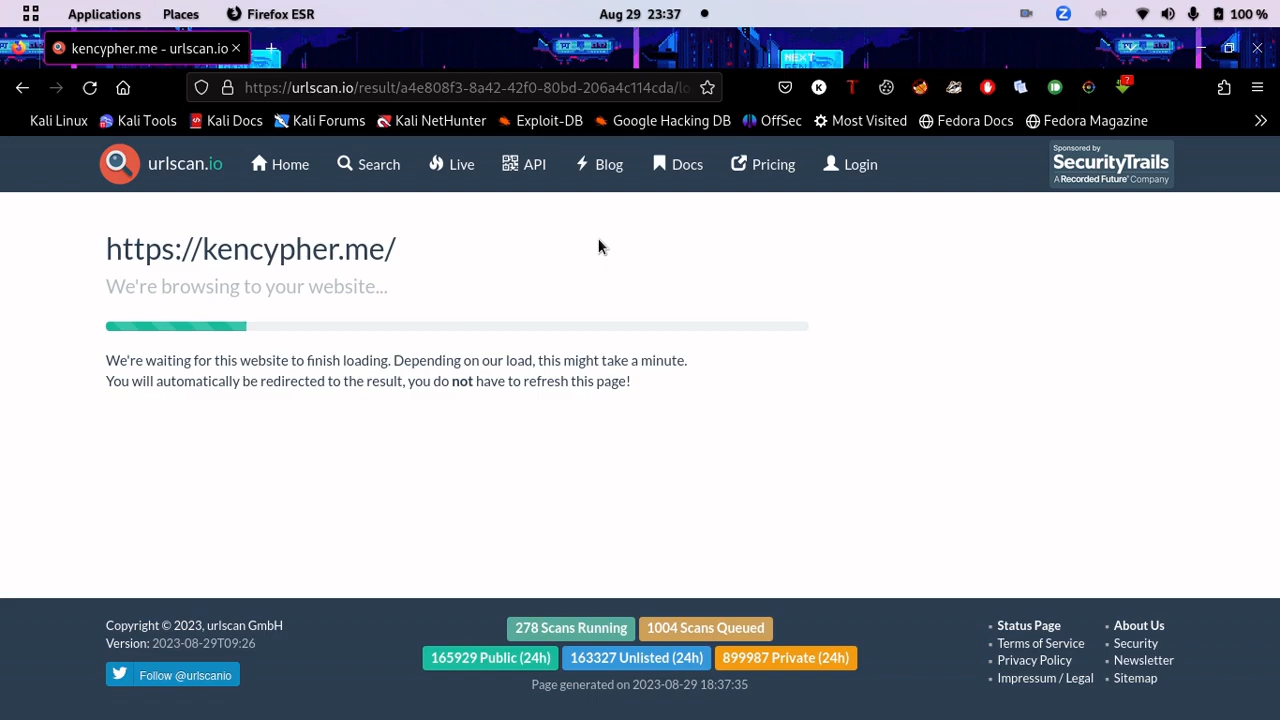 Applications Places Firefox ESR Aug 29 23:37 100 %
kencypher.me - urlscan.io × + NEXT
https://urlscan.io/result/a4e808f3-8a42-42f0-80bd-206a4c114cda/lo
Kali Linux Kali Tools Kali Docs Kali Forums Kali NetHunter Exploit-DB Google Hacking DB OffSec Most Visited Fedora Docs Fedora Magazine
urlscan.io Home Search Live API Blog Docs Pricing Login
Sponsored by
SecurityTrails
A Recorded Future® Company
https://kencypher.me/
We're browsing to your website...
We're waiting for this website to finish loading. Depending on our load, this might take a minute.
You will automatically be redirected to the result, you do not have to refresh this page!
Copyright © 2023, urlscan GmbH
Version: 2023-08-29T09:26
Follow @urlscanio
278 Scans Running 1004 Scans Queued
165929 Public (24h) 163327 Unlisted (24h) 899987 Private (24h)
Page generated on 2023-08-29 18:37:35
Status Page
Terms of Service
Privacy Policy
Impressum / Legal
About Us
Security
Newsletter
Sitemap